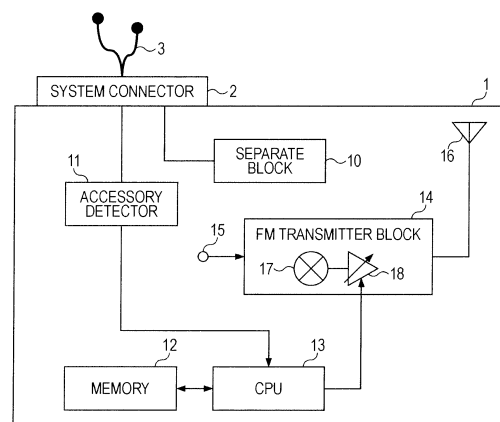 3
SYSTEM CONNECTOR
2
1
11
ACCESSORY
DETECTOR
SEPARATE
BLOCK
10
16
14
15
FM TRANSMITTER BLOCK
17
18
12
MEMORY
13
CPU